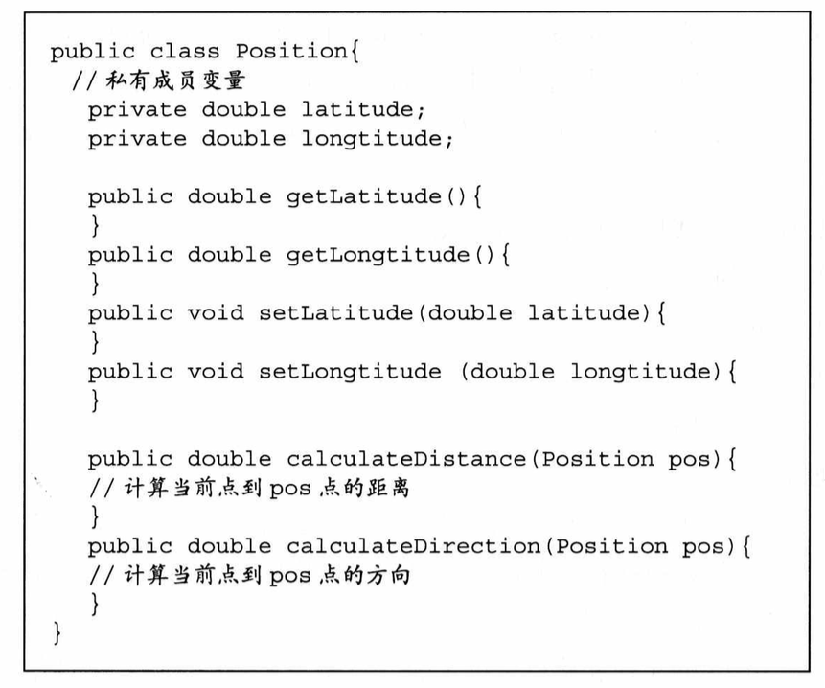 public class Position{
//私有成员变量
private double latitude;
private double longtitude;
public double getLatitude(){
}
public double getLongtitude(){
}
public void setLatitude(double latitude){
}
public void setLongtitude (double longtitude){
}
public double calculateDistance(Position pos){
//计算当前点到pos点的距离
}
public double calculateDirection(Position pos){
//计算当前点到pos点的方向
}
}